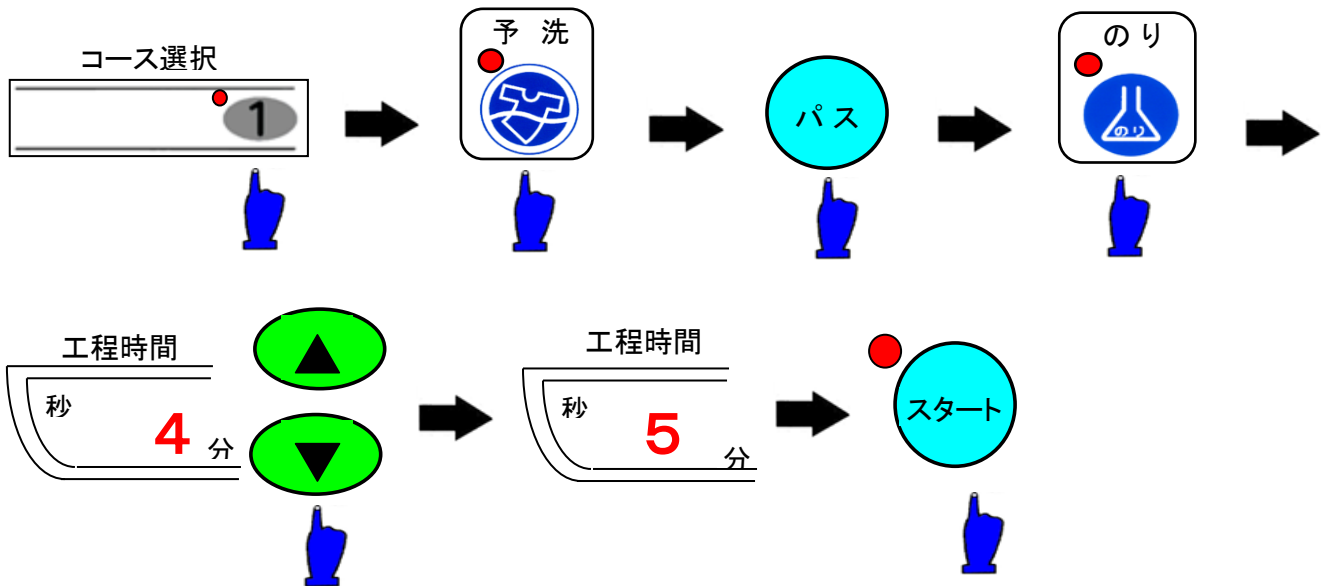 コース選択
1
予 洗
パ ス
の り
のり
工程時間
秒 4 分
工程時間
秒 5 分
スタート